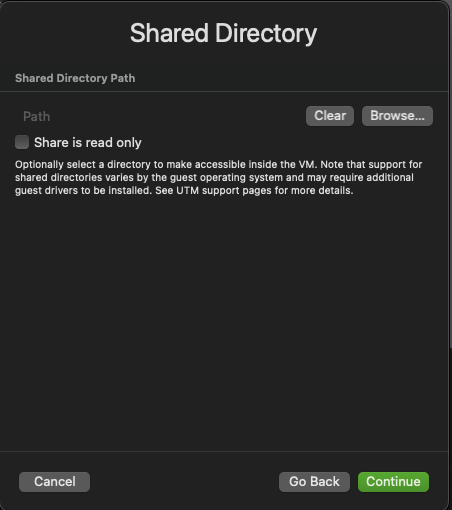 Shared Directory
Shared Directory Path
Path
Clear
Browse...
Share is read only
Optionally select a directory to make accessible inside the VM. Note that support for
shared directories varies by the guest operating system and may require additional
guest drivers to be installed. See UTM support pages for more details.
Cancel
Go Back
Continue